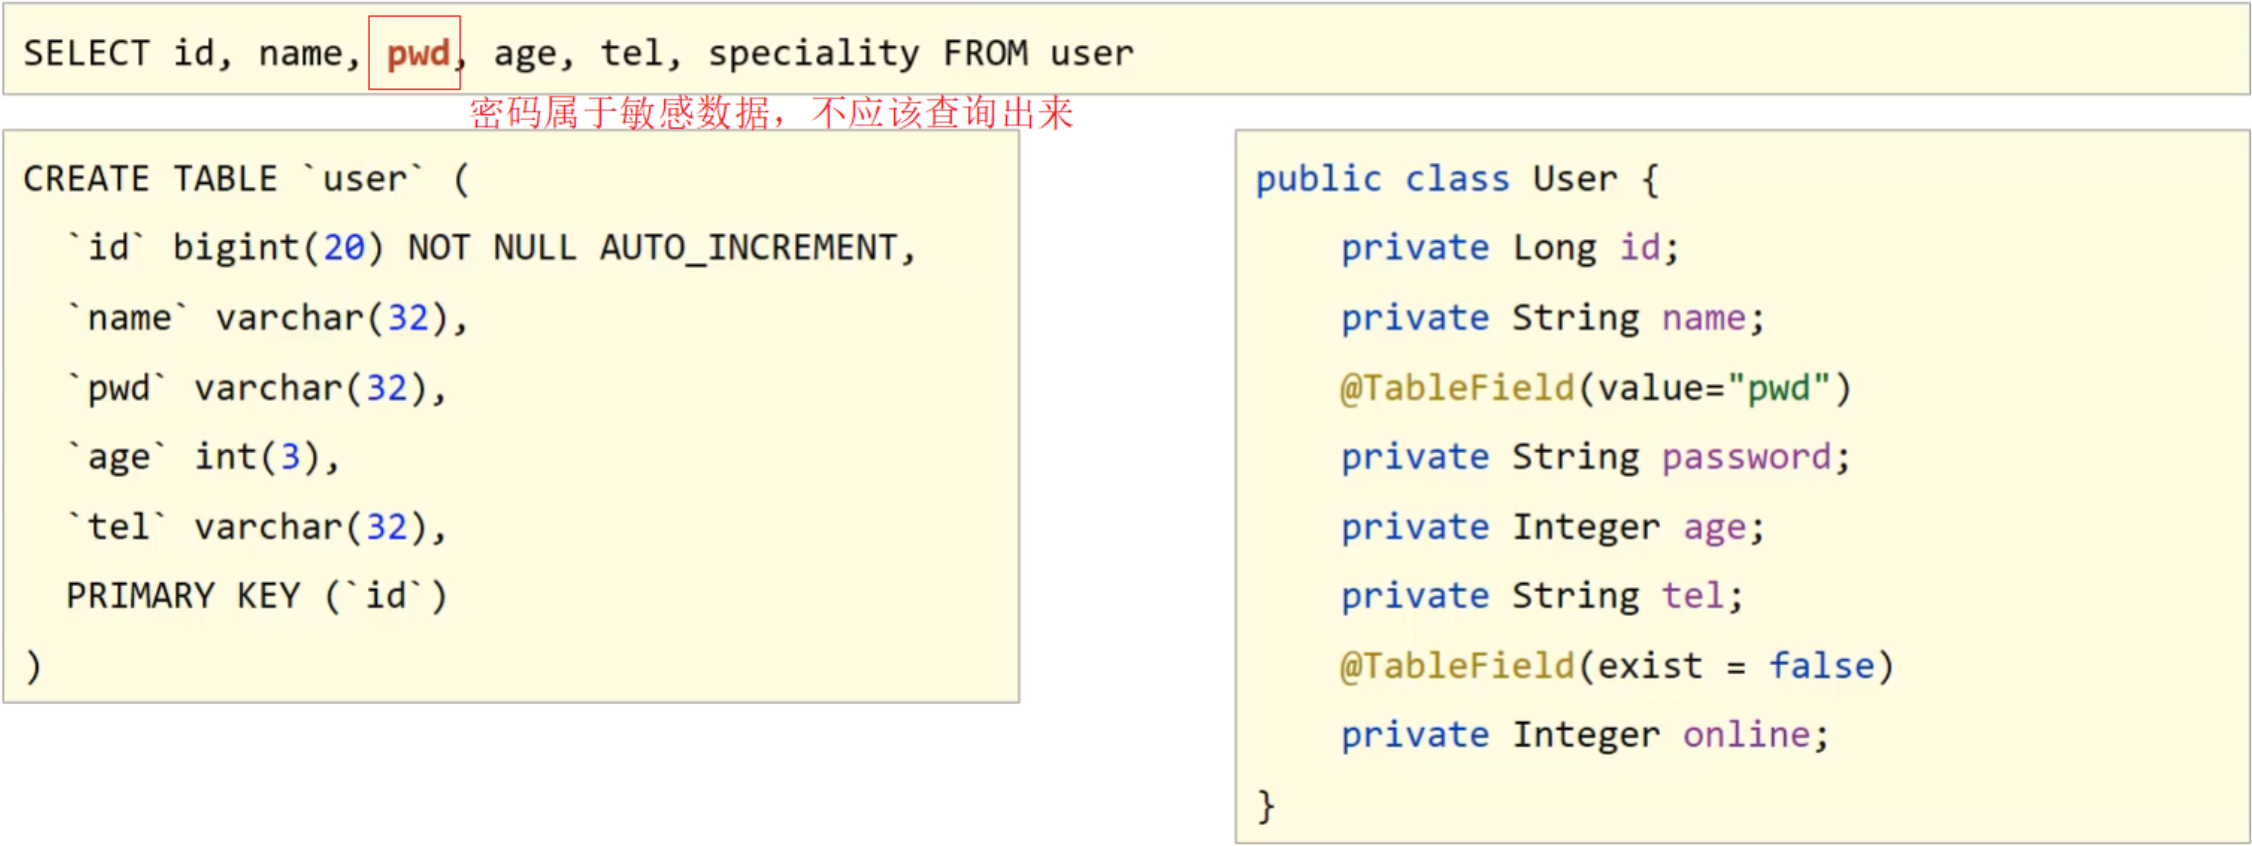 SELECT id, name, pwd, age, tel, speciality FROM user
密码属于敏感数据，不应该查询出来
CREATE TABLE `user` (
`id` bigint(20) NOT NULL AUTO_INCREMENT,
`name` varchar(32),
`pwd` varchar(32),
`age` int(3),
`tel` varchar(32),
PRIMARY KEY (`id`)
)
public class User {
private Long id;
private String name;
@TableField(value="pwd")
private String password;
private Integer age;
private String tel;
@TableField(exist = false)
private Integer online;
}